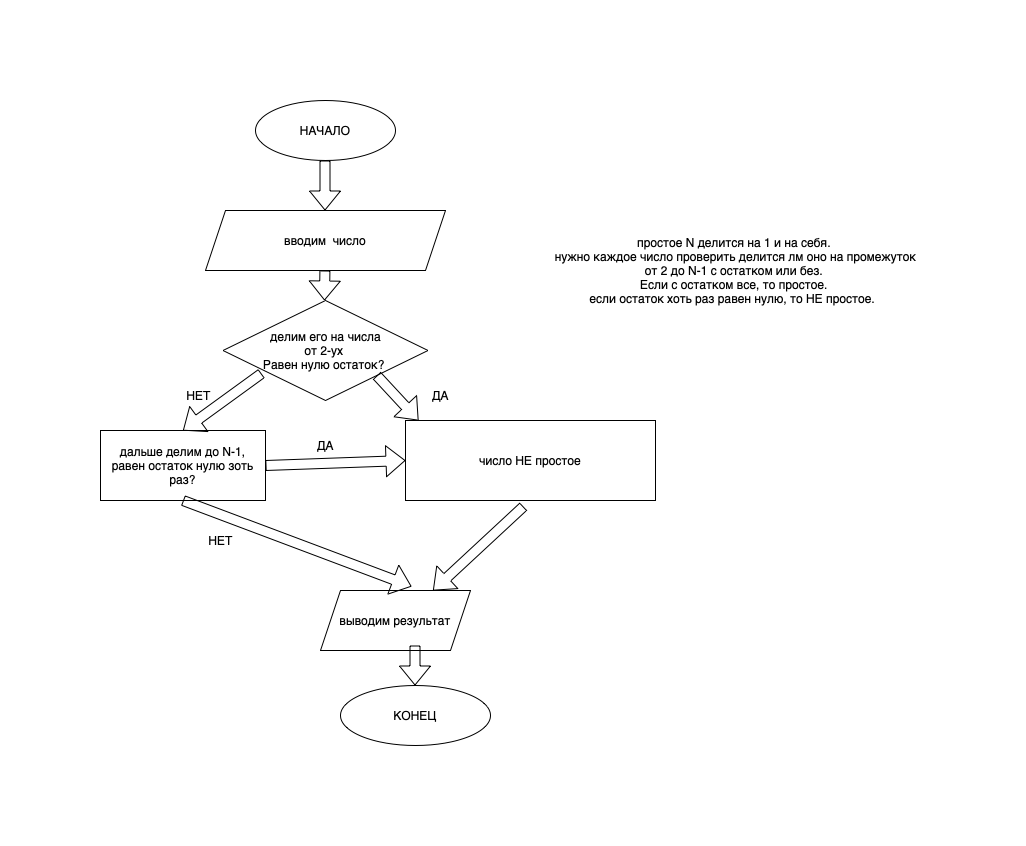 НАЧАЛО
вводим  число
простое N делится на 1 и на себя.
нужно каждое число проверить делится лм оно на промежуток
от 2 до N-1 с остатком или без.
Если с остатком все, то простое.
если остаток хоть раз равен нулю, то НЕ простое.
делим его на числа
от 2-ух
Равен нулю остаток?
НЕТ
ДА
дальше делим до N-1,
равен остаток нулю зоть
раз?
ДА
число НЕ простое
НЕТ
выводим результат
КОНЕЦ